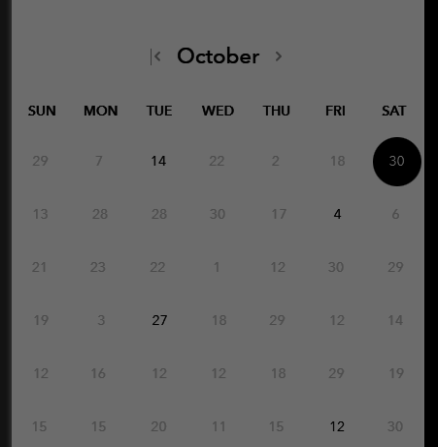 |< October >
SUN MON TUE WED THU FRI SAT
29 7 14 22 2 18 30
13 28 28 30 17 4 6
21 23 22 1 12 30 29
19 3 27 18 29 12 14
12 16 12 12 18 29 19
15 15 20 11 15 12 30